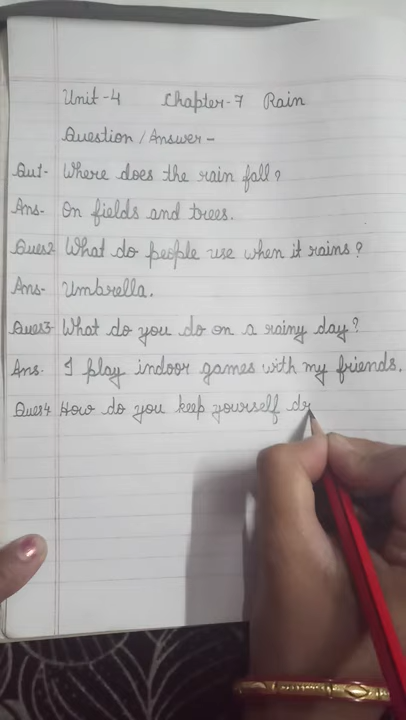 Unit-4 Chapter-7 Rain
Question/Answer-
Qu1- Where does the rain fall?
Ans- On fields and trees.
Ques2 What do people use when it rains?
Ans- Umbrella.
Ques3- What do you do on a rainy day?
Ans. I play indoor games with my friends.
Ques4 How do you keep yourself dr